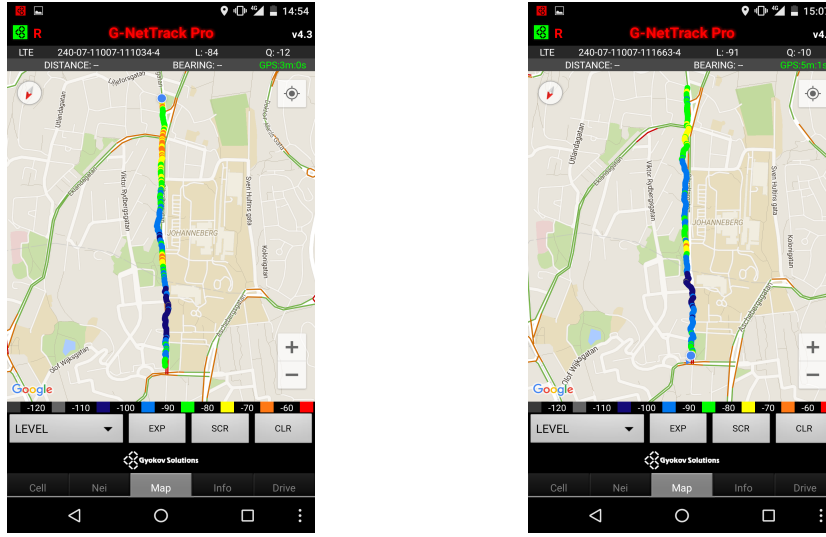 14:54
G-NetTrack Pro
R
v4.3
LTE 240-07-11007-111034-4 L: -84 Q: -12
DISTANCE: – BEARING: – GPS:3m:0s
Utlandagatan
Eklandagatan
Viktor Rydbergsgatan
Sven Hultins gata
JOHANNEBERG
Kolonigatan
Aschebergsgatan
Olof Wijksgatan
Google
+
−
-120 -110 -100 -90 -80 -70 -60
LEVEL EXP SCR CLR
Gyokov Solutions
Cell Nei Map Info Drive
15:07
G-NetTrack Pro
R
v4.
LTE 240-07-11007-111663-4 L: -91 Q: -10
DISTANCE: – BEARING: – GPS:5m:1s
Utlandagatan
Eklandagatan
Viktor Rydbergsgatan
Sven Hultins gata
JOHANNEBERG
Kolonigatan
Aschebergsgatan
Olof Wijksgatan
Google
+
−
-120 -110 -100 -90 -80 -70 -60
LEVEL EXP SCR CLR
Gyokov Solutions
Cell Nei Map Info Drive